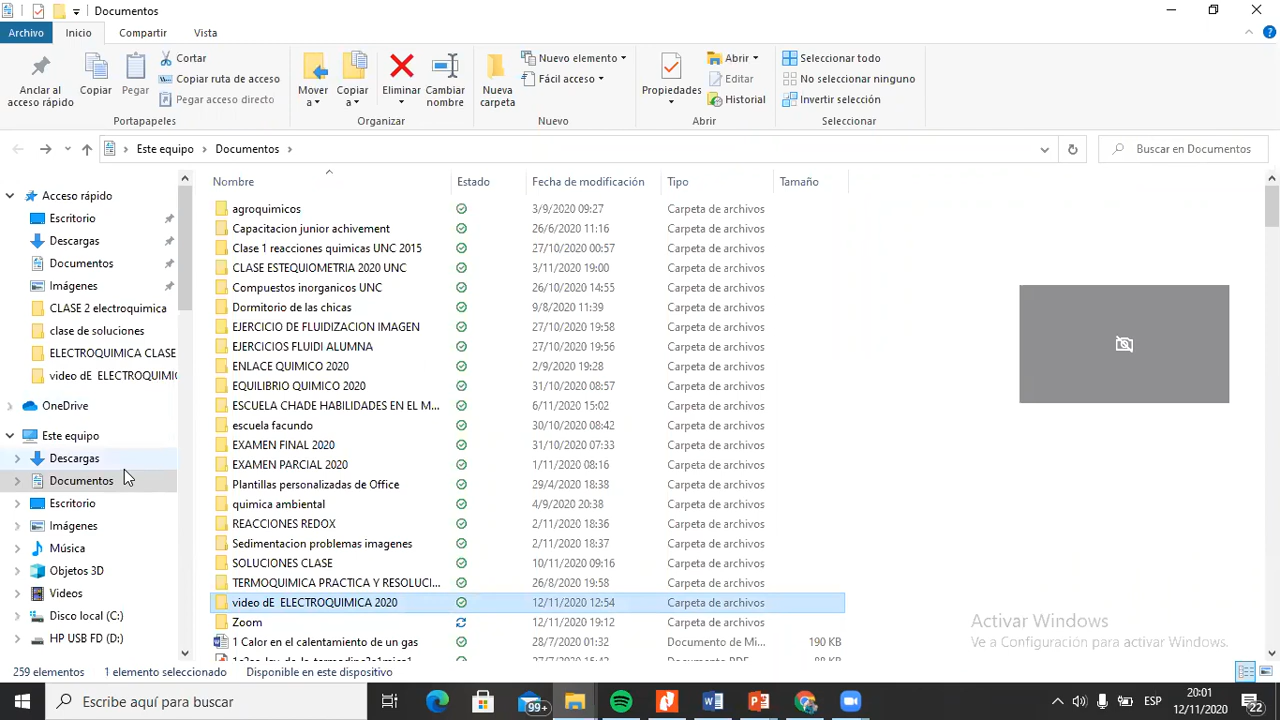 Documentos
Archivo Inicio Compartir Vista
Anclar al acceso rápido
Copiar
Pegar
Cortar
Copiar ruta de acceso
Pegar acceso directo
Portapapeles
Mover a
Copiar a
Eliminar
Cambiar nombre
Organizar
Nueva carpeta
Nuevo elemento
Fácil acceso
Nuevo
Propiedades
Abrir
Editar
Historial
Abrir
Seleccionar todo
No seleccionar ninguno
Invertir selección
Seleccionar
Este equipo > Documentos >
Buscar en Documentos
Acceso rápido
Escritorio
Descargas
Documentos
Imágenes
CLASE 2 electroquimica
clase de soluciones
ELECTROQUIMICA CLASE
video dE ELECTROQUIMIC
OneDrive
Este equipo
Descargas
Documentos
Escritorio
Imágenes
Música
Objetos 3D
Videos
Disco local (C:)
HP USB FD (D:)
Nombre Estado Fecha de modificación Tipo Tamaño
agroquimicos 3/9/2020 09:27 Carpeta de archivos
Capacitacion junior achivement 26/6/2020 11:16 Carpeta de archivos
Clase 1 reacciones quimicas UNC 2015 27/10/2020 00:57 Carpeta de archivos
CLASE ESTEQUIOMETRIA 2020 UNC 3/11/2020 19:00 Carpeta de archivos
Compuestos inorganicos UNC 26/10/2020 14:55 Carpeta de archivos
Dormitorio de las chicas 9/8/2020 11:39 Carpeta de archivos
EJERCICIO DE FLUIDIZACION IMAGEN 27/10/2020 19:58 Carpeta de archivos
EJERCICIOS FLUIDI ALUMNA 27/10/2020 19:56 Carpeta de archivos
ENLACE QUIMICO 2020 2/9/2020 19:28 Carpeta de archivos
EQUILIBRIO QUIMICO 2020 31/10/2020 08:57 Carpeta de archivos
ESCUELA CHADE HABILIDADES EN EL M... 6/11/2020 15:02 Carpeta de archivos
escuela facundo 30/10/2020 08:42 Carpeta de archivos
EXAMEN FINAL 2020 31/10/2020 07:33 Carpeta de archivos
EXAMEN PARCIAL 2020 1/11/2020 08:16 Carpeta de archivos
Plantillas personalizadas de Office 29/4/2020 18:38 Carpeta de archivos
quimica ambiental 4/9/2020 20:38 Carpeta de archivos
REACCIONES REDOX 2/11/2020 18:36 Carpeta de archivos
Sedimentacion problemas imagenes 2/11/2020 18:37 Carpeta de archivos
SOLUCIONES CLASE 10/11/2020 09:16 Carpeta de archivos
TERMOQUIMICA PRACTICA Y RESOLUCI... 26/8/2020 19:58 Carpeta de archivos
video dE ELECTROQUIMICA 2020 12/11/2020 12:54 Carpeta de archivos
Zoom 12/11/2020 19:12 Carpeta de archivos
1 Calor en el calentamiento de un gas 28/7/2020 01:32 Documento de Mi... 190 KB
Activar Windows
Ve a Configuración para activar Windows.
259 elementos 1 elemento seleccionado Disponible en este dispositivo
Escribe aquí para buscar
99+
ESP
20:01
12/11/2020
22